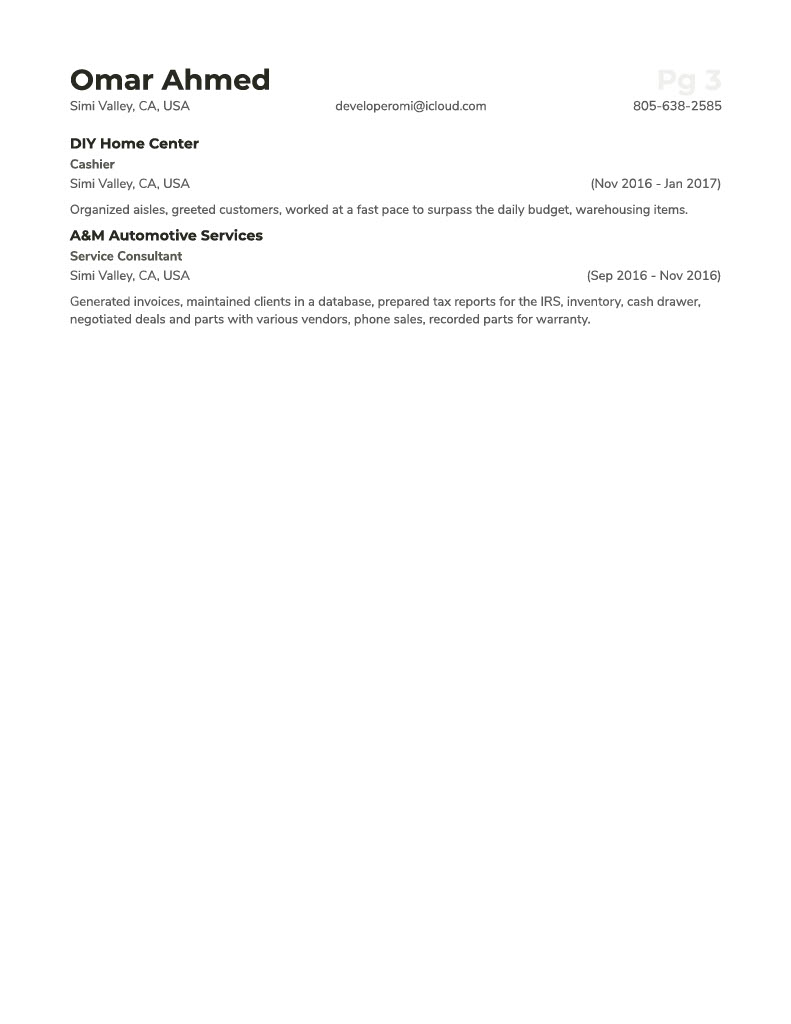 Omar Ahmed Pg 3
Simi Valley, CA, USA developeromi@icloud.com 805-638-2585
DIY Home Center
Cashier
Simi Valley, CA, USA (Nov 2016 - Jan 2017)
Organized aisles, greeted customers, worked at a fast pace to surpass the daily budget, warehousing items.
A&M Automotive Services
Service Consultant
Simi Valley, CA, USA (Sep 2016 - Nov 2016)
Generated invoices, maintained clients in a database, prepared tax reports for the IRS, inventory, cash drawer,
negotiated deals and parts with various vendors, phone sales, recorded parts for warranty.